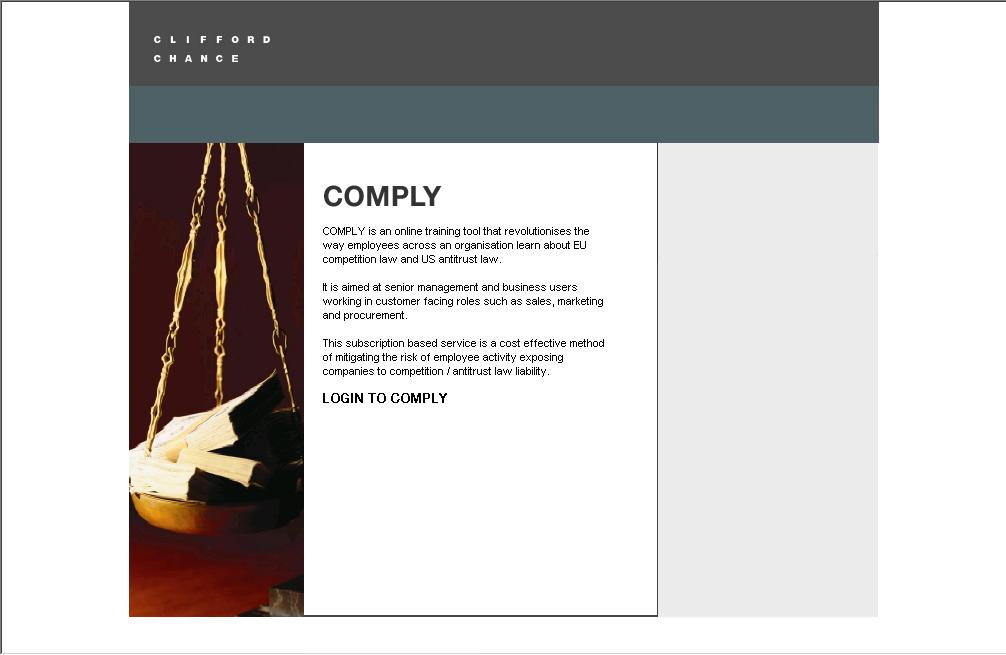 CLIFFORD
CHANCE
COMPLY
COMPLY is an online training tool that revolutionises the
way employees across an organisation learn about EU
competition law and US antitrust law.
It is aimed at senior management and business users
working in customer facing roles such as sales, marketing
and procurement.
This subscription based service is a cost effective method
of mitigating the risk of employee activity exposing
companies to competition / antitrust law liability.
LOGIN TO COMPLY